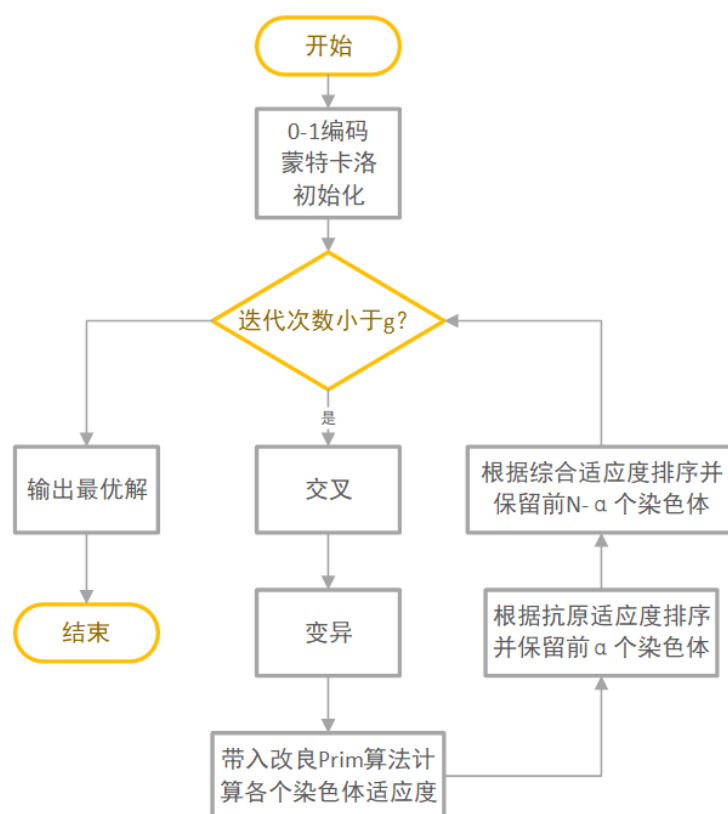 开始
0-1编码
蒙特卡洛
初始化
迭代次数小于g?
是
输出最优解
交叉
根据综合适应度排序并
保留前N-α个染色体
结束
变异
根据抗原适应度排序
并保留前α个染色体
带入改良Prim算法计
算各个染色体适应度